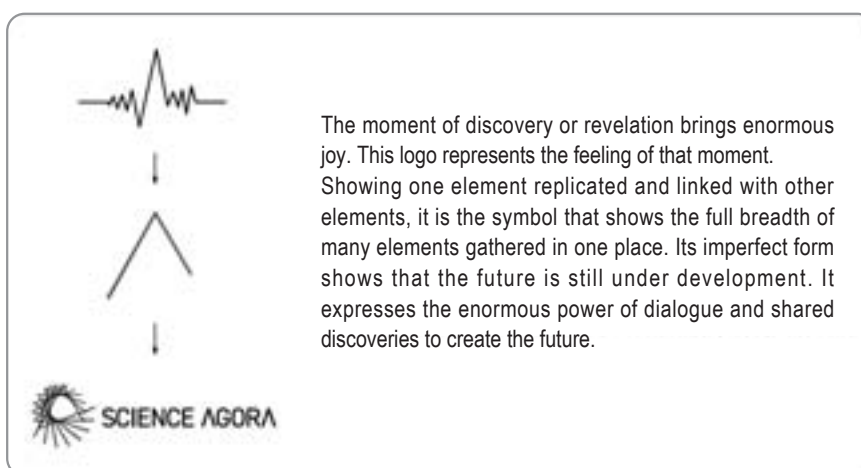 The moment of discovery or revelation brings enormous
joy. This logo represents the feeling of that moment.
Showing one element replicated and linked with other
elements, it is the symbol that shows the full breadth of
many elements gathered in one place. Its imperfect form
shows that the future is still under development. It
expresses the enormous power of dialogue and shared
discoveries to create the future.
SCIENCE AGORA